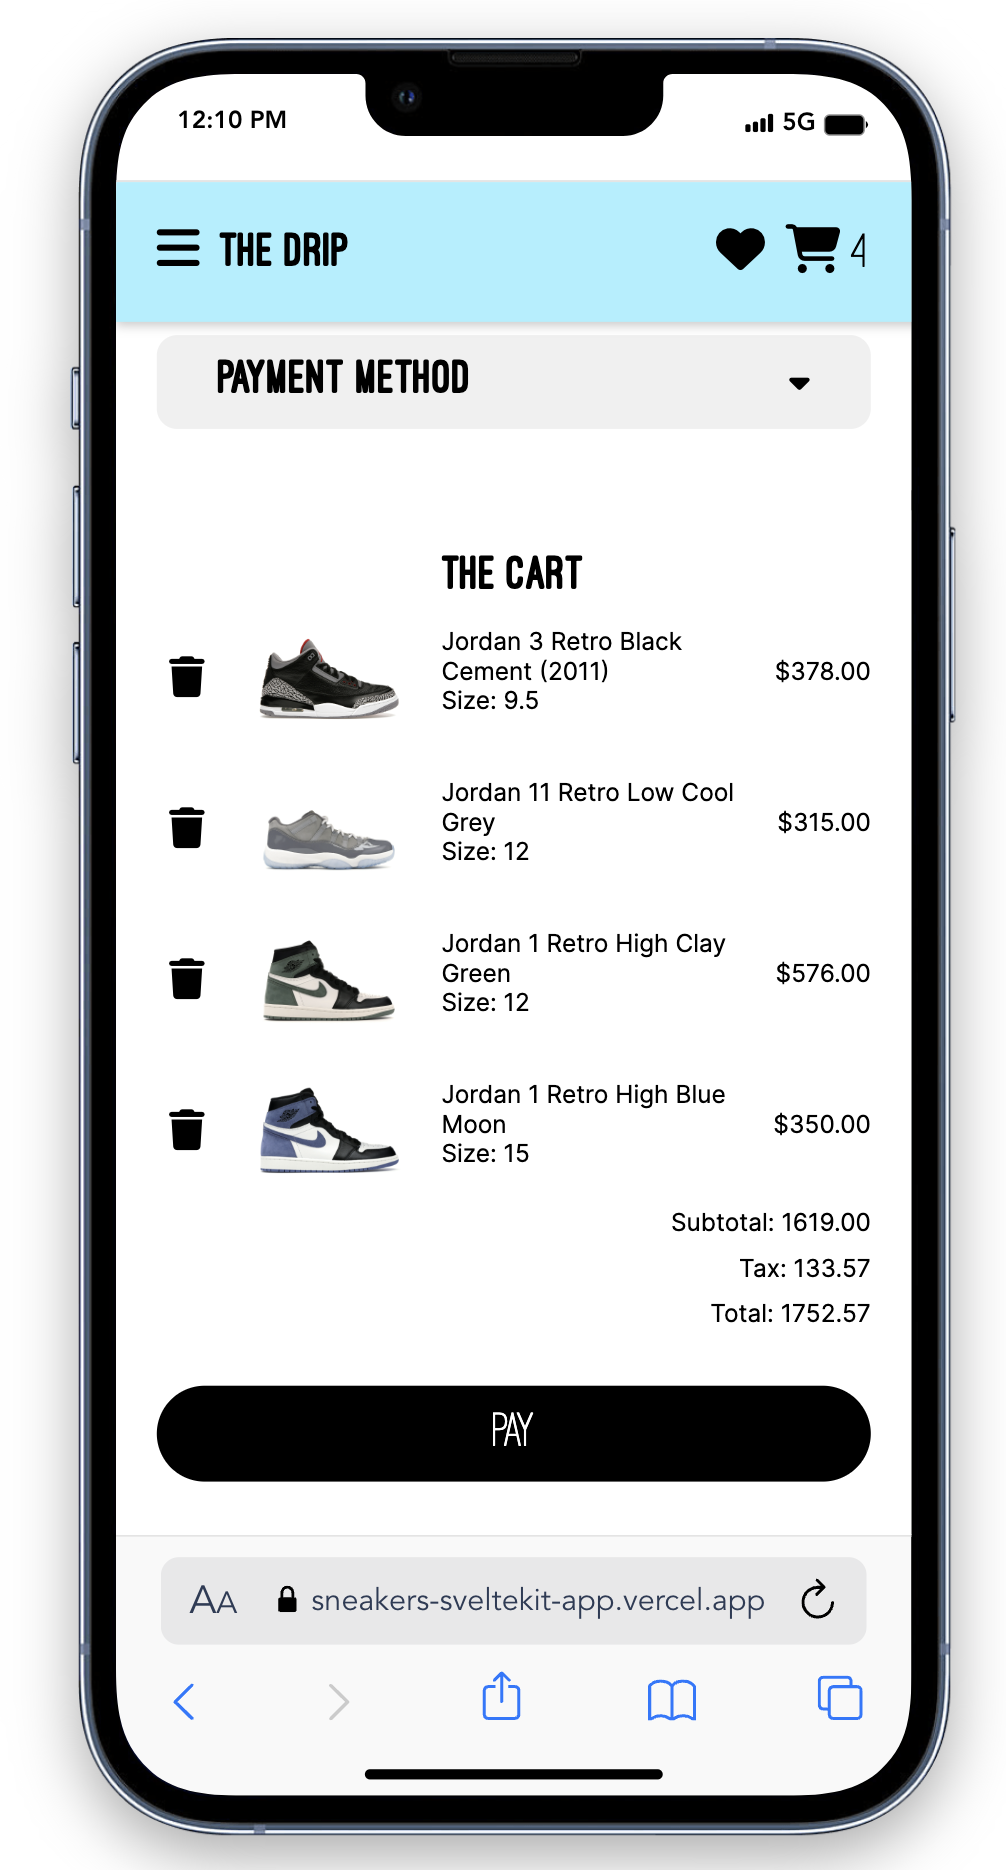 12:10 PM
5G
THE DRIP
4
PAYMENT METHOD
THE CART
Jordan 3 Retro Black
Cement (2011)
Size: 9.5
$378.00
Jordan 11 Retro Low Cool
Grey
Size: 12
$315.00
Jordan 1 Retro High Clay
Green
Size: 12
$576.00
Jordan 1 Retro High Blue
Moon
Size: 15
$350.00
Subtotal: 1619.00
Tax: 133.57
Total: 1752.57
PAY
AA
sneakers-sveltekit-app.vercel.app